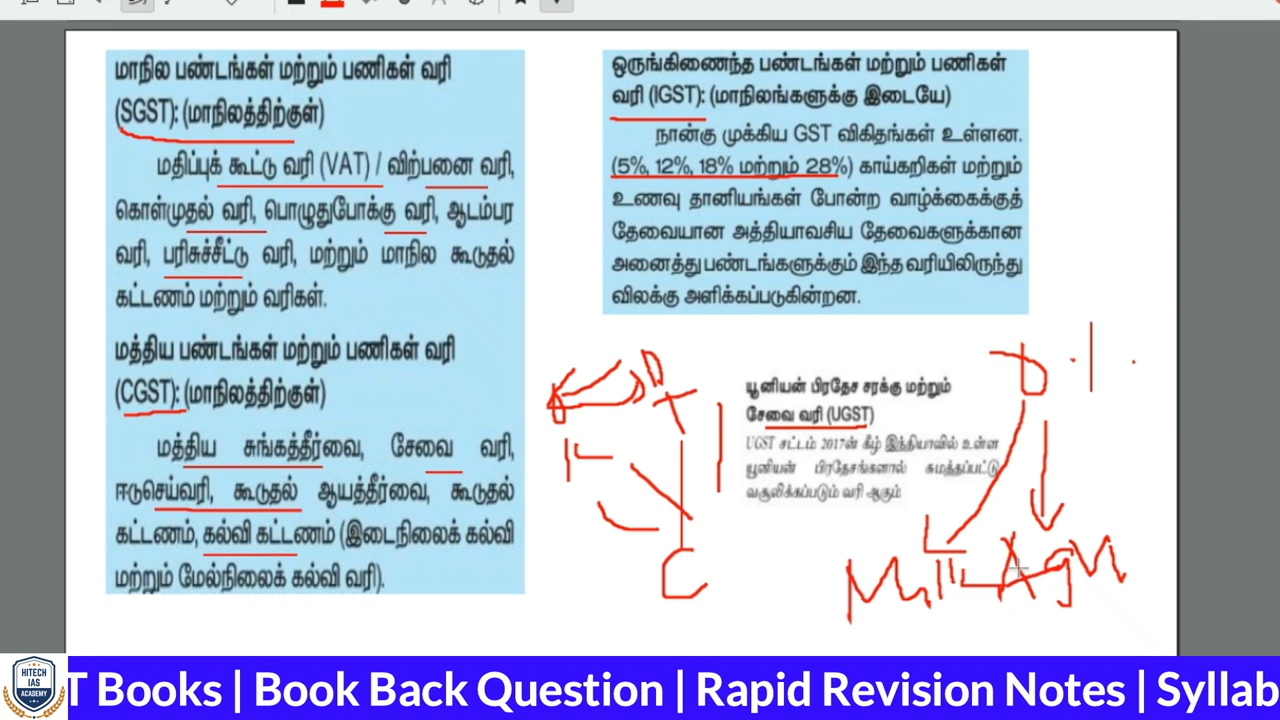 மாநில பண்டங்கள் மற்றும் பணிகள் வரி
(SGST): (மாநிலத்திற்குள்)
மதிப்புக் கூட்டு வரி (VAT) / விற்பனை வரி,
கொள்முதல் வரி, பொழுதுபோக்கு வரி, ஆடம்பர
வரி, பரிசுச்சீட்டு வரி, மற்றும் மாநில கூடுதல்
கட்டணம் மற்றும் வரிகள்.
மத்திய பண்டங்கள் மற்றும் பணிகள் வரி
(CGST): (மாநிலத்திற்குள்)
மத்திய சுங்கத்தீர்வை, சேவை வரி,
ஈடுசெய்வரி, கூடுதல் ஆயத்தீர்வை, கூடுதல்
கட்டணம், கல்வி கட்டணம் (இடைநிலைக் கல்வி
மற்றும் மேல்நிலைக் கல்வி வரி).
ஒருங்கிணைந்த பண்டங்கள் மற்றும் பணிகள்
வரி (IGST): (மாநிலங்களுக்கு இடையே)
நான்கு முக்கிய GST விகிதங்கள் உள்ளன.
(5%, 12%, 18% மற்றும் 28%) காய்கறிகள் மற்றும்
உணவு தானியங்கள் போன்ற வாழ்க்கைக்குத்
தேவையான அத்தியாவசிய தேவைகளுக்கான
அனைத்து பண்டங்களுக்கும் இந்த வரியிலிருந்து
விலக்கு அளிக்கப்படுகின்றன.
யூனியன் பிரதேச சரக்கு மற்றும்
சேவை வரி (UGST)
UGST சட்டம் 2017ன் கீழ் இந்தியாவில் உள்ள
யூனியன் பிரதேசங்களால் சுமத்தப்பட்டு
வசூலிக்கப்படும் வரி ஆகும்
D
C
D
HITECH
IAS
ACADEMY
T Books | Book Back Question | Rapid Revision Notes | Syllab